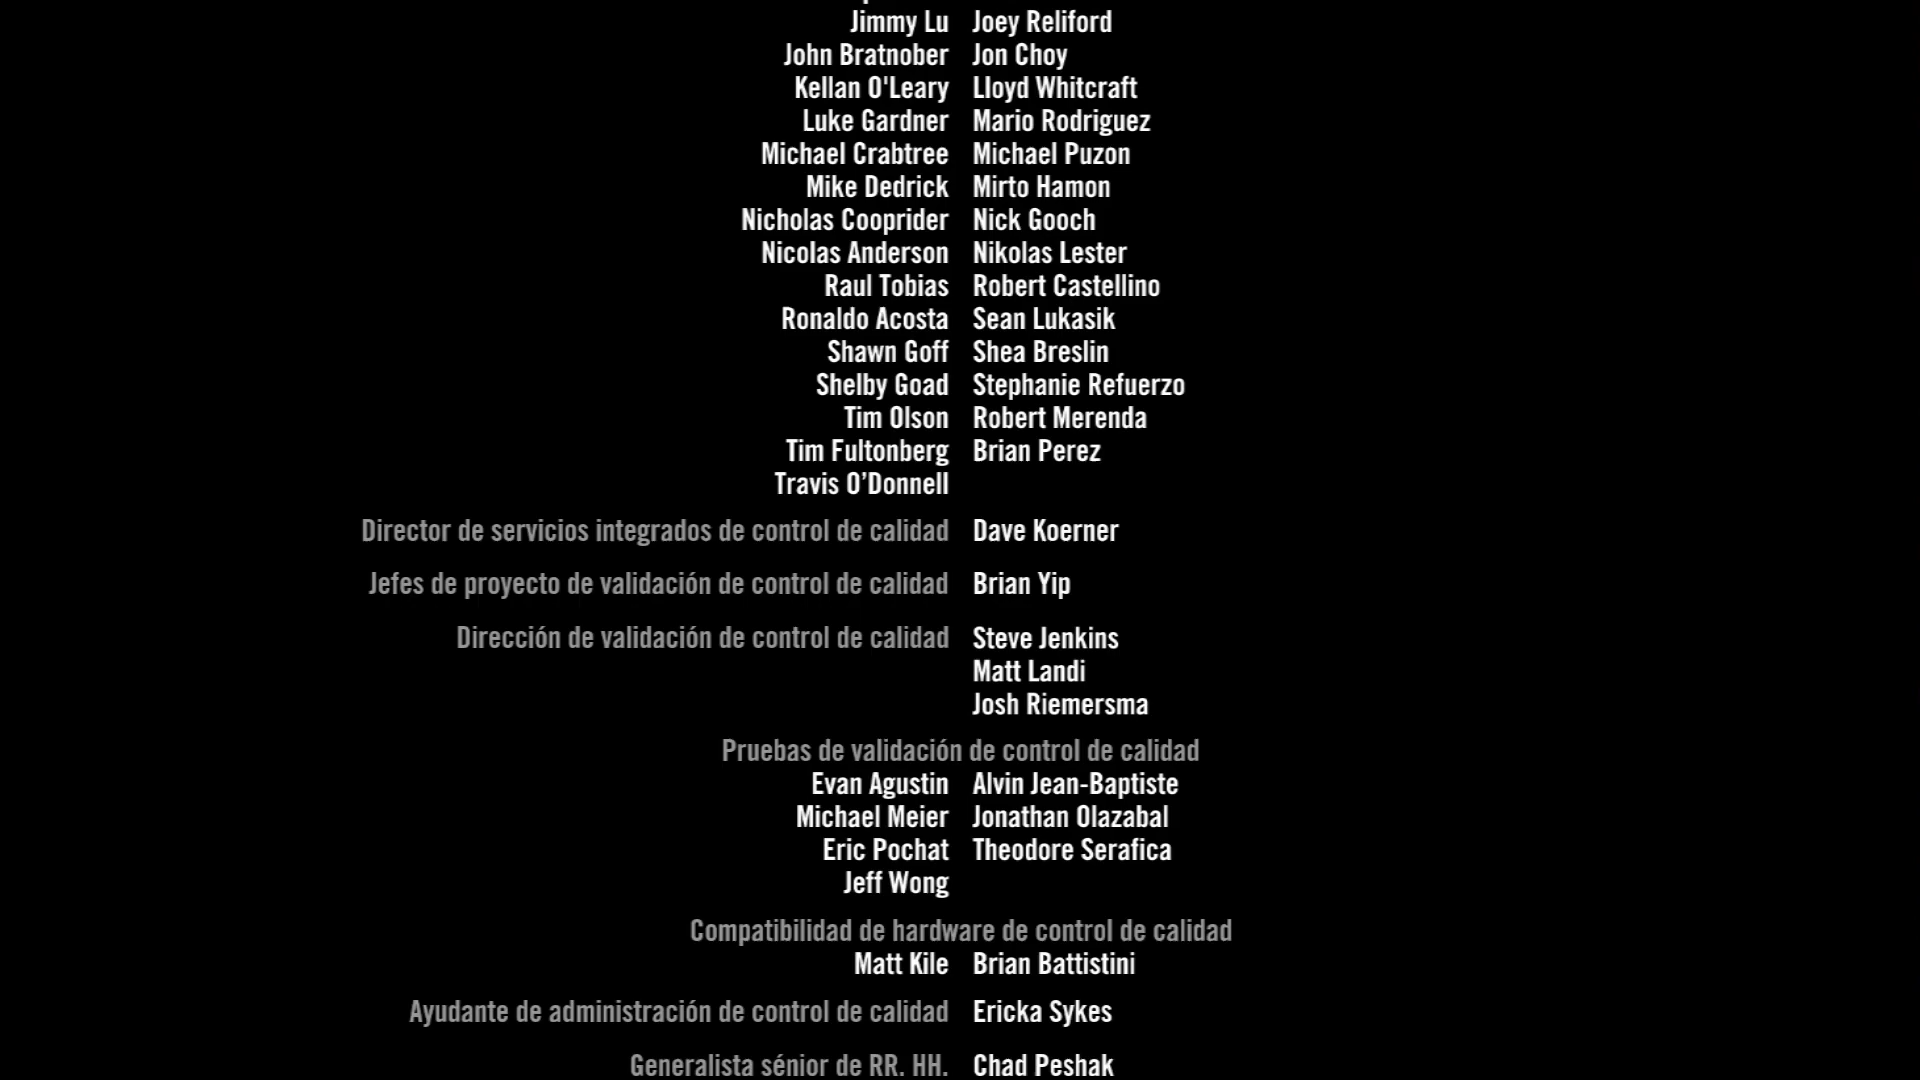 Jimmy Lu Joey Reliford
John Bratnober Jon Choy
Kellan O'Leary Lloyd Whitcraft
Luke Gardner Mario Rodriguez
Michael Crabtree Michael Puzon
Mike Dedrick Mirto Hamon
Nicholas Cooprider Nick Gooch
Nicolas Anderson Nikolas Lester
Raul Tobias Robert Castellino
Ronaldo Acosta Sean Lukasik
Shawn Goff Shea Breslin
Shelby Goad Stephanie Refuerzo
Tim Olson Robert Merenda
Tim Fultonberg Brian Perez
Travis O’Donnell
Director de servicios integrados de control de calidad Dave Koerner
Jefes de proyecto de validación de control de calidad Brian Yip
Dirección de validación de control de calidad Steve Jenkins
Matt Landi
Josh Riemersma
Pruebas de validación de control de calidad
Evan Agustin Alvin Jean-Baptiste
Michael Meier Jonathan Olazabal
Eric Pochat Theodore Serafica
Jeff Wong
Compatibilidad de hardware de control de calidad
Matt Kile Brian Battistini
Ayudante de administración de control de calidad Ericka Sykes
Generalista sénior de RR. HH. Chad Peshak